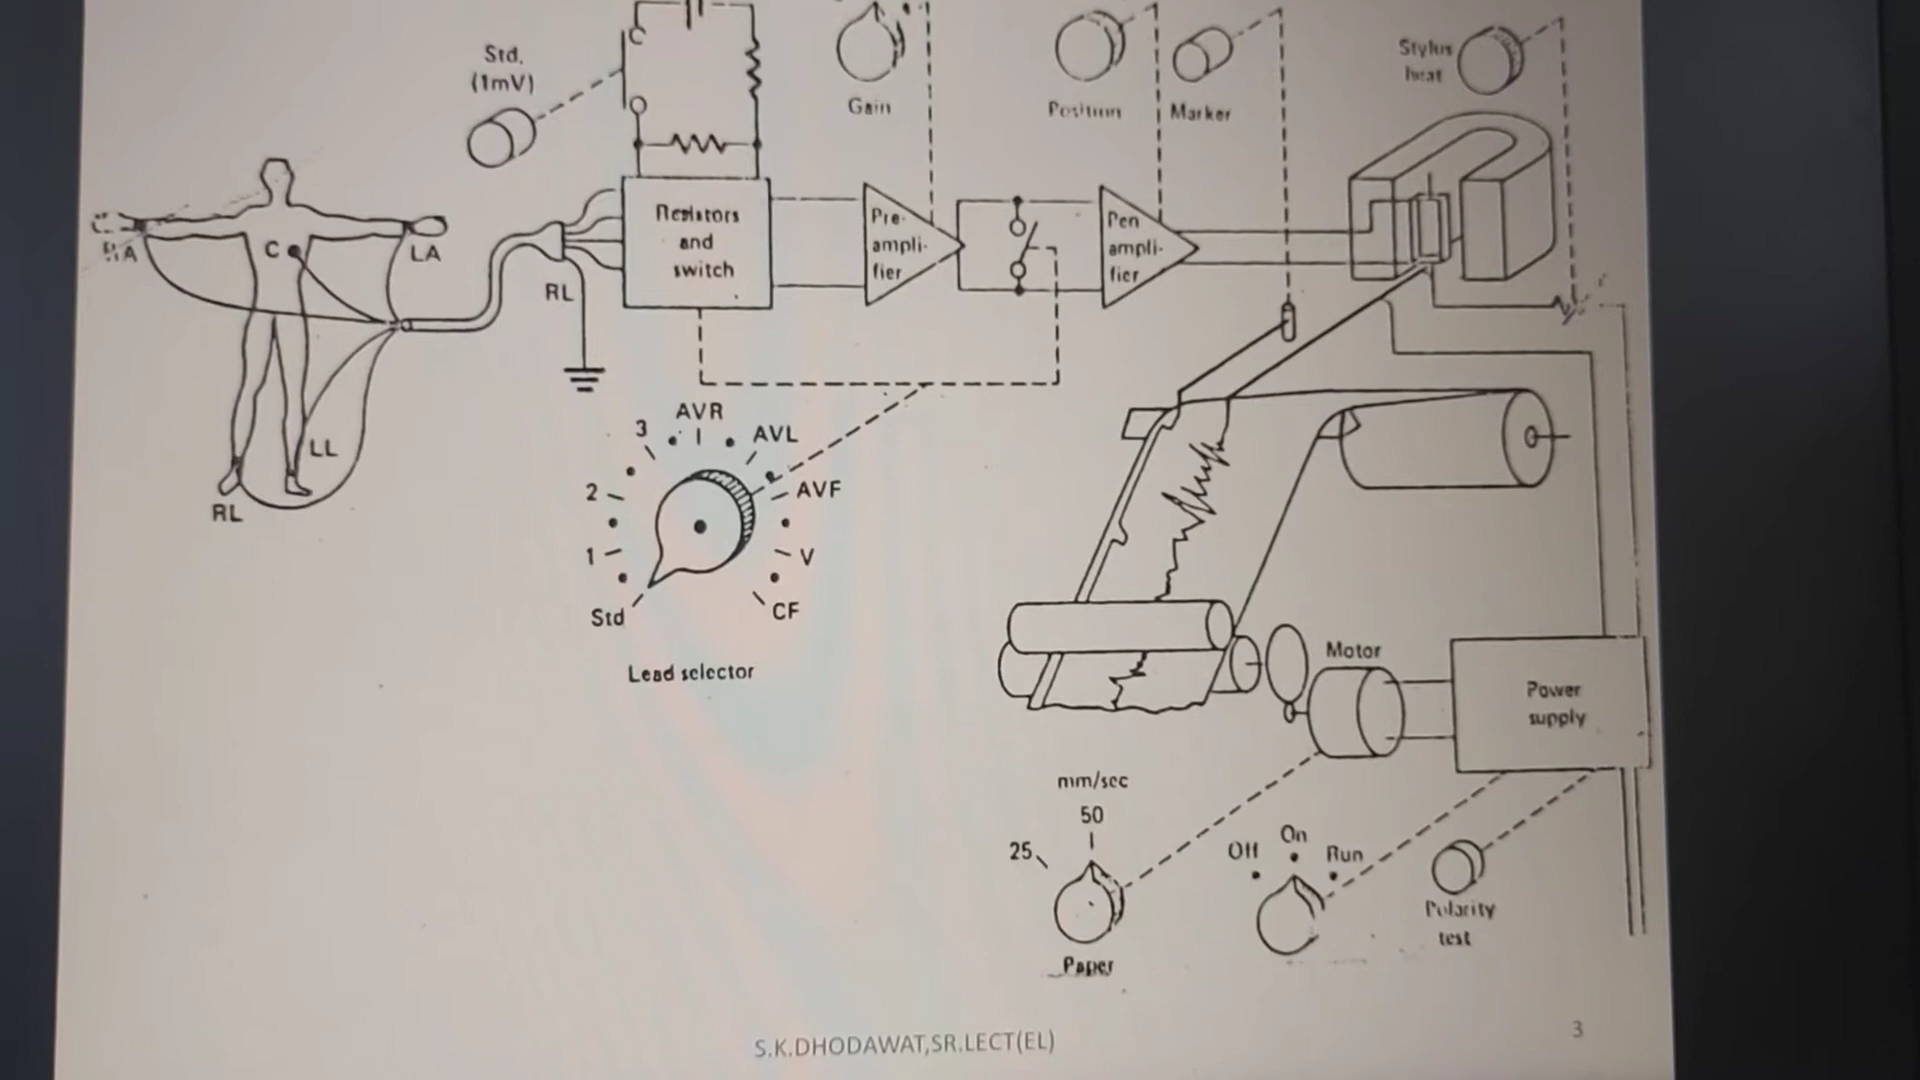 Std.
(1mV)
Gain
Position
Marker
Stylus
heat
RA
C
LA
RL
LL
RL
Resistors
and
switch
Pre-
ampli-
fier
Pen
ampli-
fier
AVR
3
AVL
2
AVF
1
V
Std
CF
Lead selector
Motor
Power
supply
mm/sec
50
25
Off
On
Run
Paper
Polarity
test
S.K.DHODAWAT,SR.LECT(EL)
3